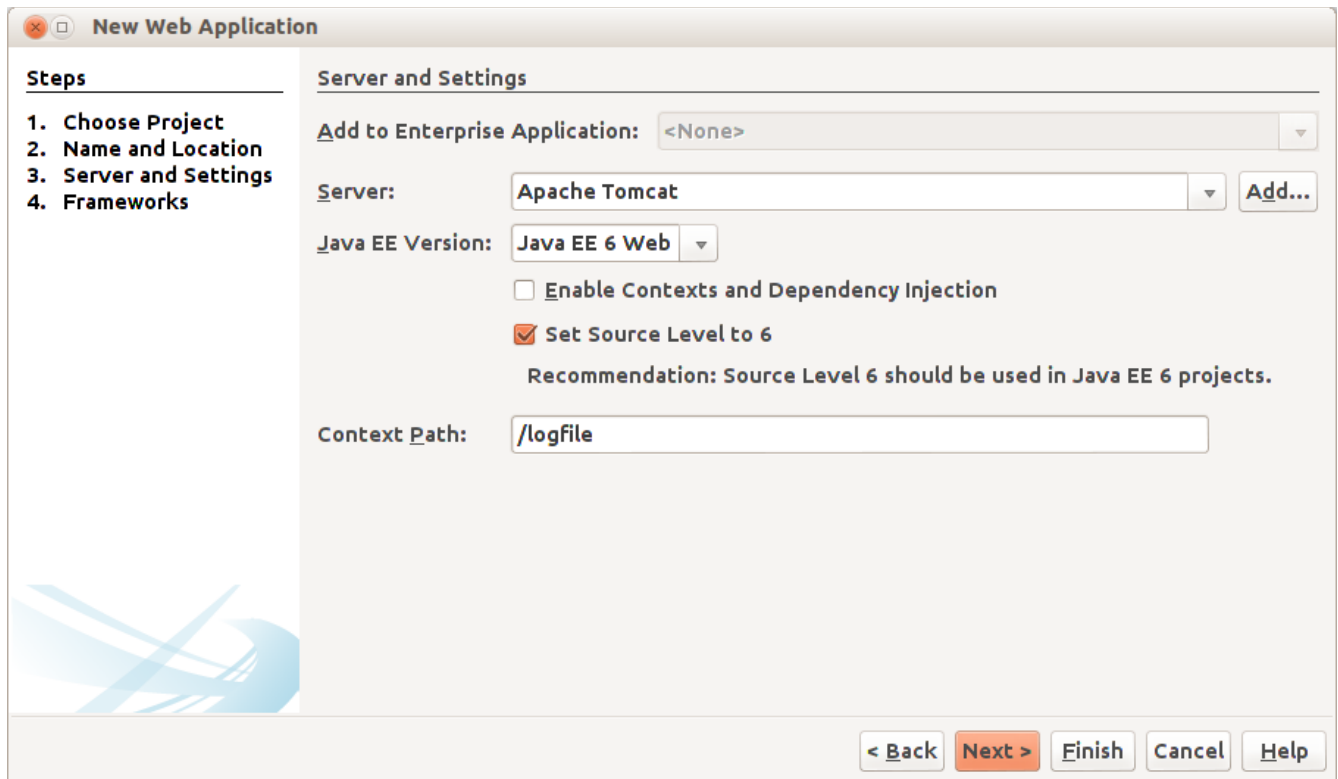 New Web Application
Steps
1. Choose Project
2. Name and Location
3. Server and Settings
4. Frameworks
Server and Settings
Add to Enterprise Application: <None>
Server: Apache Tomcat Add...
Java EE Version: Java EE 6 Web
Enable Contexts and Dependency Injection
Set Source Level to 6
Recommendation: Source Level 6 should be used in Java EE 6 projects.
Context Path: /logfile
< Back Next > Finish Cancel Help